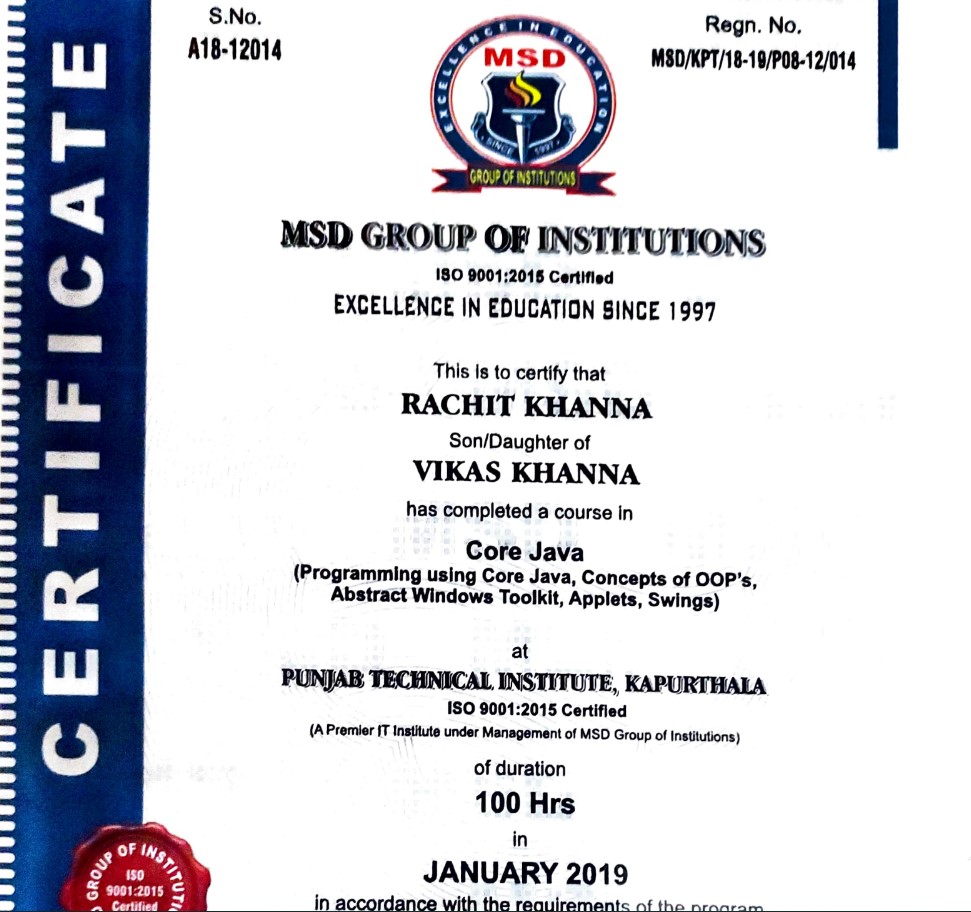 CERTIFICATE
S.No.
A18-12014
Regn. No.
MSD/KPT/18-19/P08-12/014
EXCELLENCE IN EDUCATION
MSD
SINCE 1997
GROUP OF INSTITUTIONS
MSD GROUP OF INSTITUTIONS
ISO 9001:2015 Certified
EXCELLENCE IN EDUCATION SINCE 1997
This is to certify that
RACHIT KHANNA
Son/Daughter of
VIKAS KHANNA
has completed a course in
Core Java
(Programming using Core Java, Concepts of OOP's,
Abstract Windows Toolkit, Applets, Swings)
at
PUNJAB TECHNICAL INSTITUTE, KAPURTHALA
ISO 9001:2015 Certified
(A Premier IT Institute under Management of MSD Group of Institutions)
of duration
100 Hrs
in
JANUARY 2019
in accordance with the requirements of the program
GROUP OF INSTITUT
ISO
9001:2015
Certified